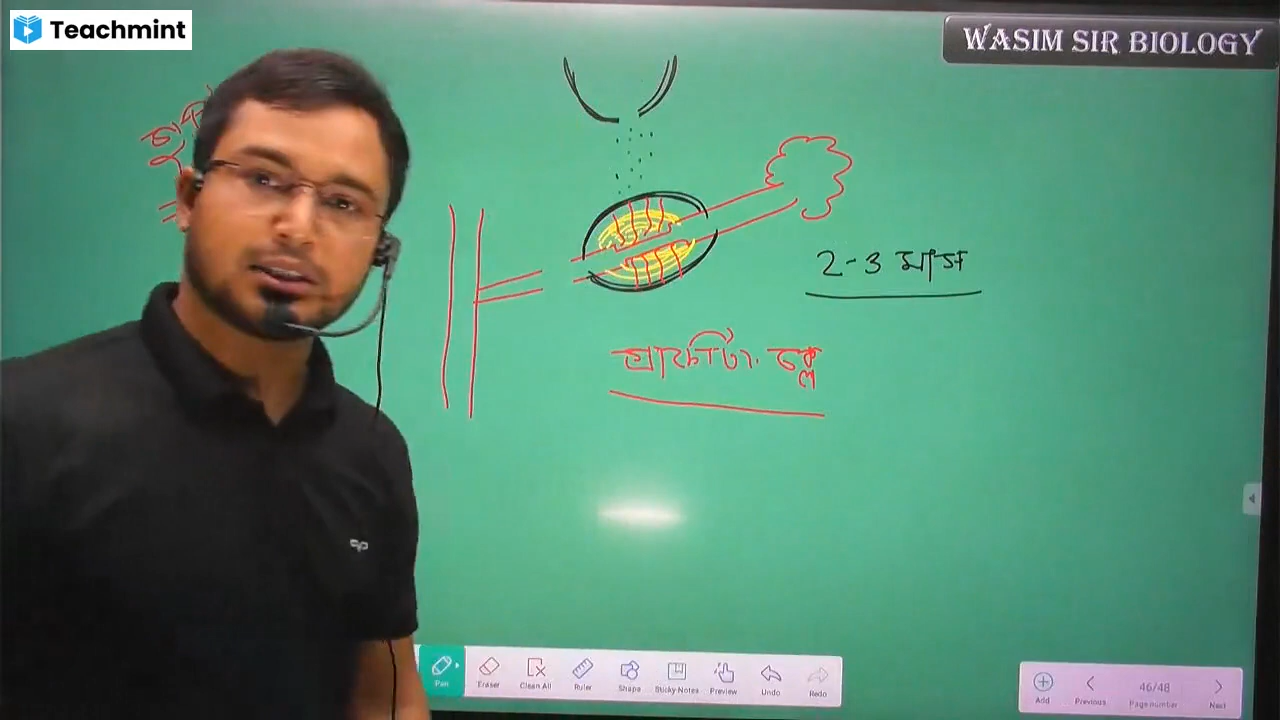 Teachmint
WASIM SIR BIOLOGY
2-3 মাস
Pen
Eraser
Clean All
Ruler
Shape
Sticky Notes
Preview
Undo
Redo
Add
Previous
46/48
Page number
Next